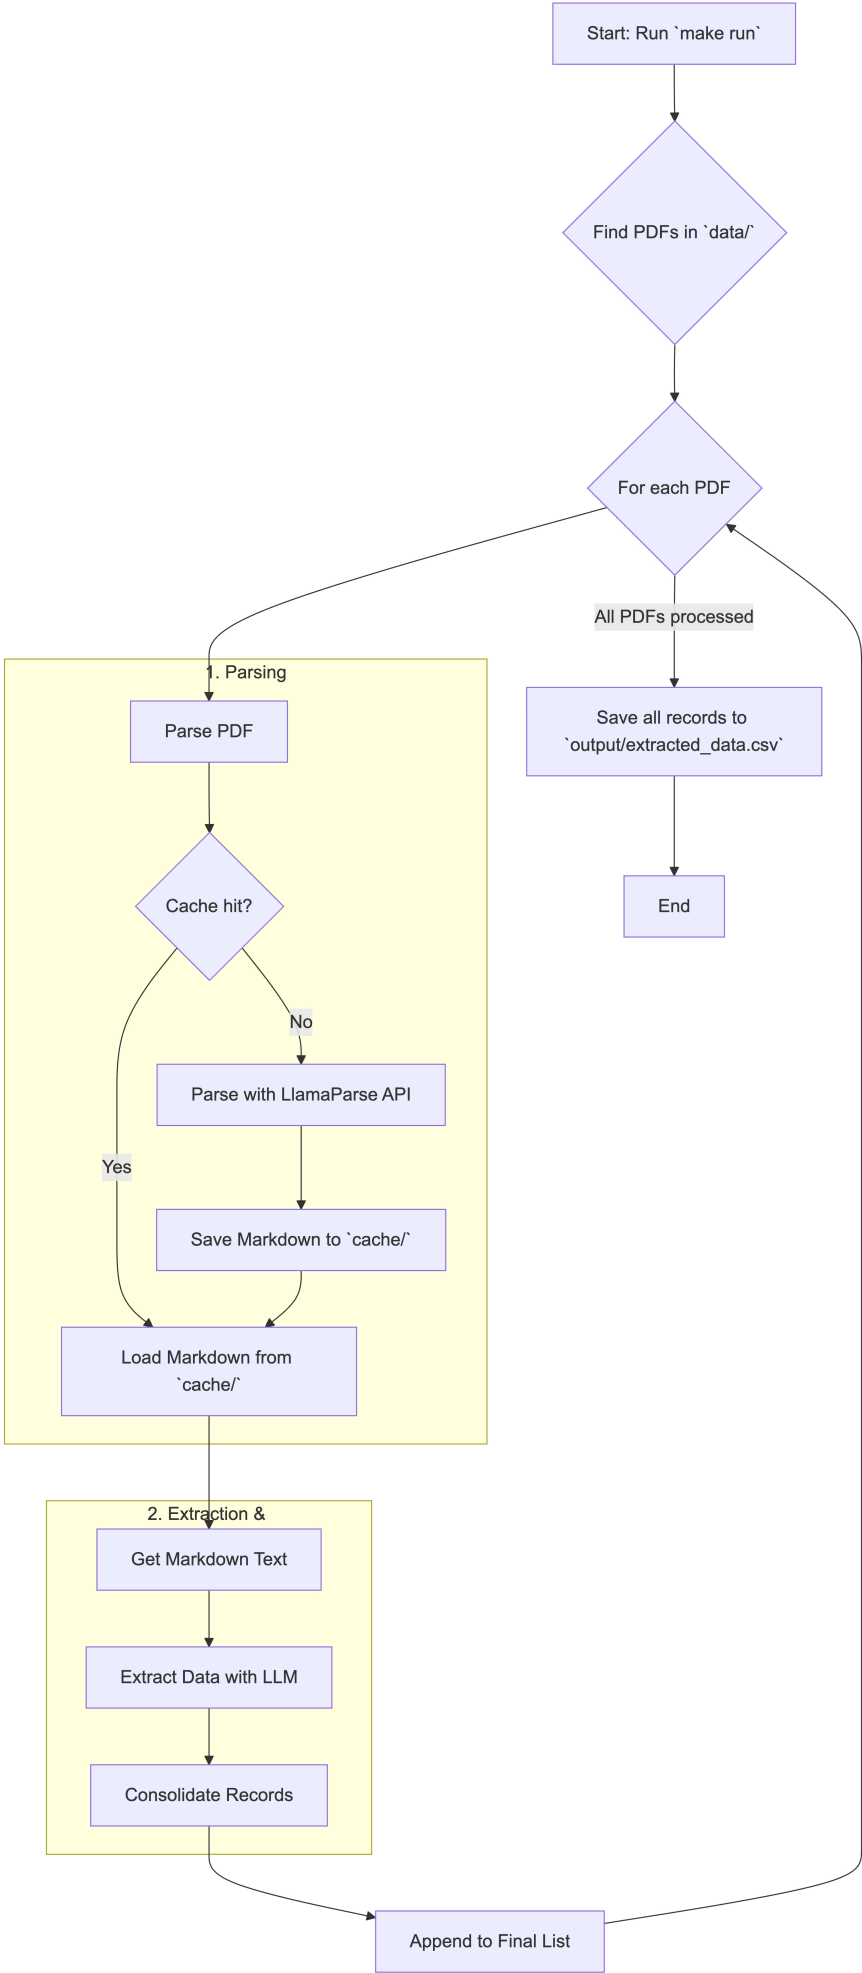 Start: Run `make run`
Find PDFs in `data/`
For each PDF
All PDFs processed
Save all records to
`output/extracted_data.csv`
End
1. Parsing
Parse PDF
Cache hit?
No
Parse with LlamaParse API
Yes
Save Markdown to `cache/`
Load Markdown from
`cache/`
2. Extraction &
Get Markdown Text
Extract Data with LLM
Consolidate Records
Append to Final List